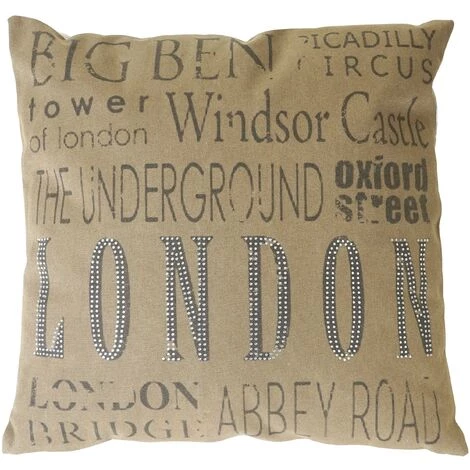 BIG BEN PICADILLY CIRCUS
tower of london Windsor Castle
THE UNDERGROUND oxford street
LONDON
LONDON BRIDGE ABBEY ROAD